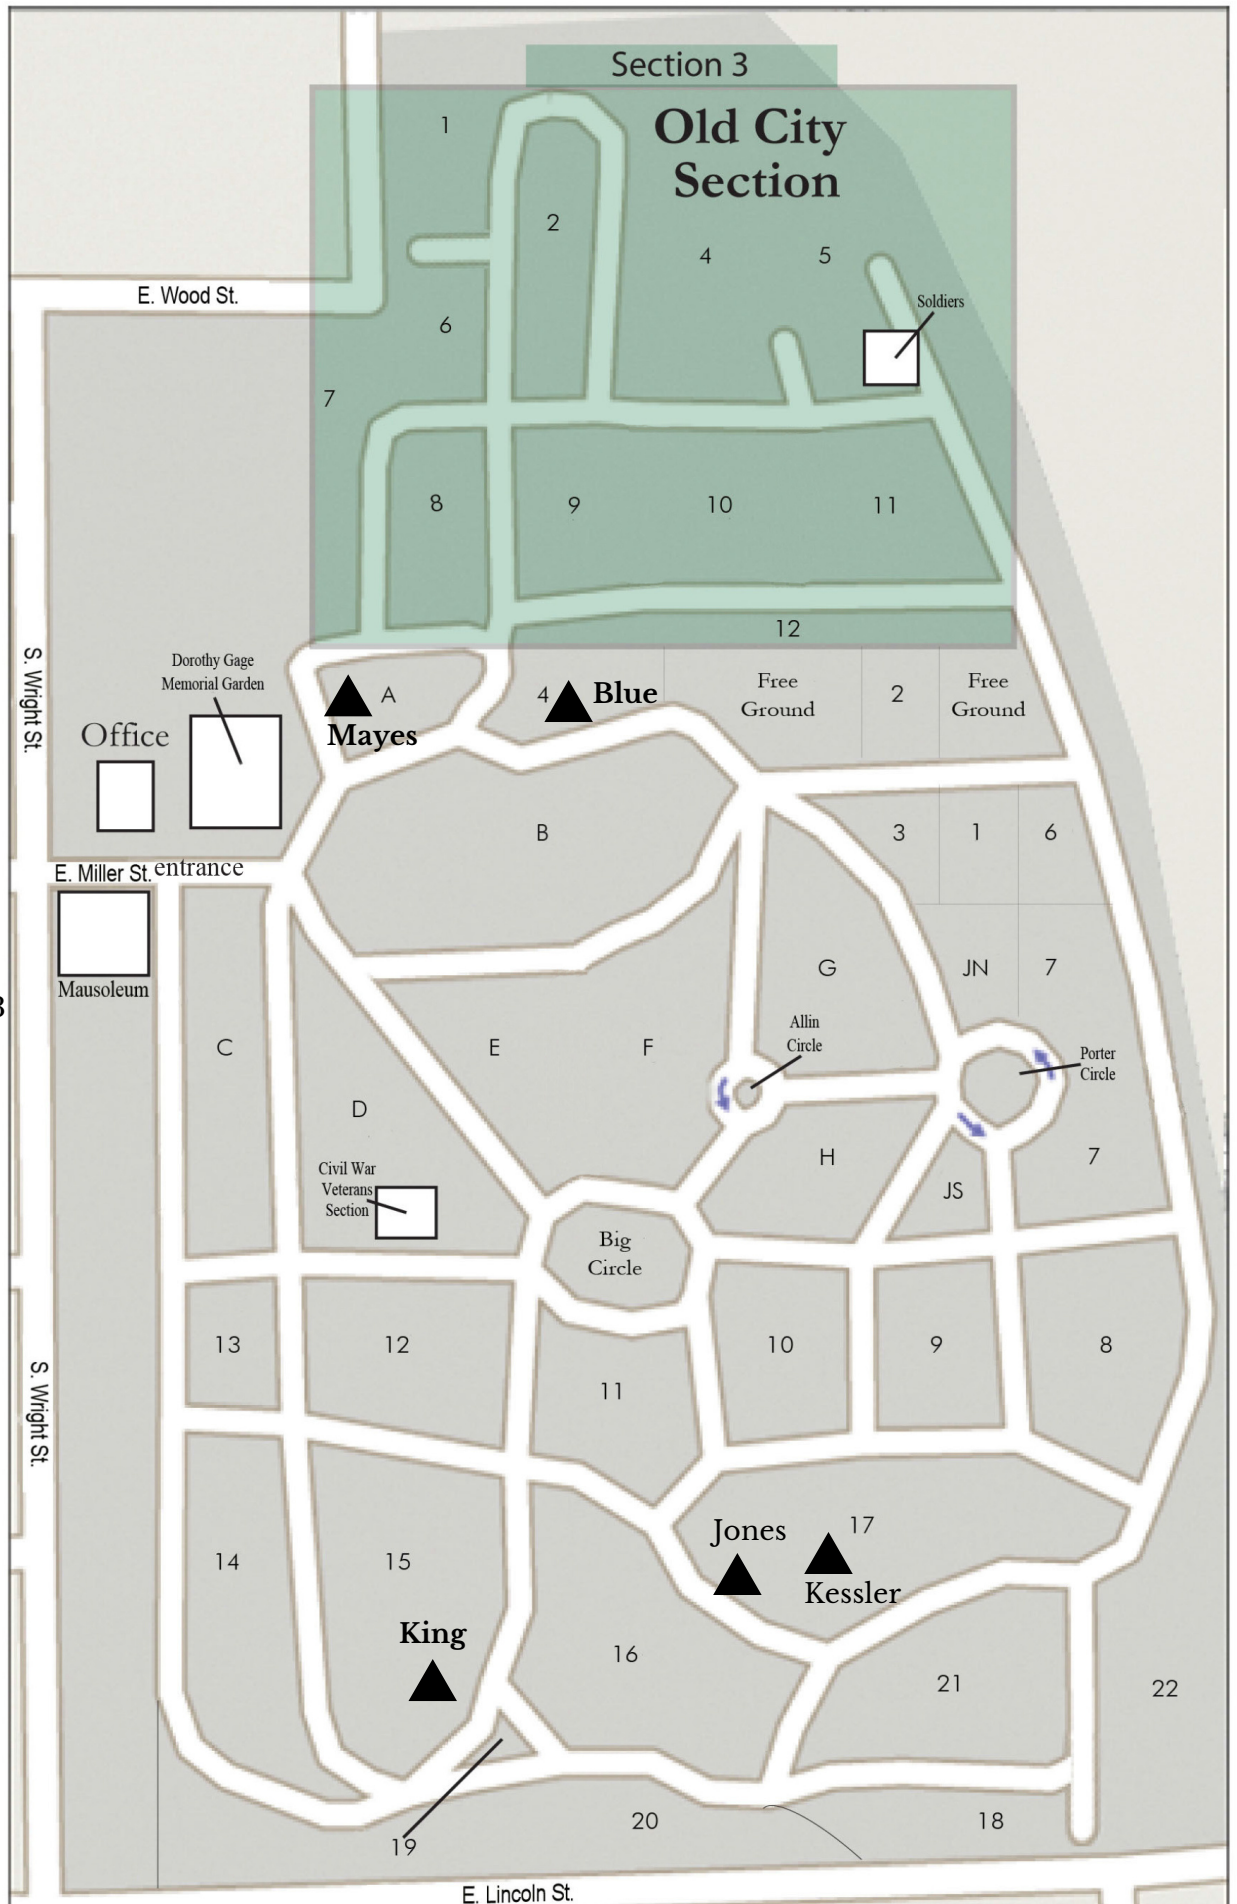 Section 3
Old City
Section
1
2
4
5
E. Wood St.
Soldiers
6
7
8
9
10
11
12
S. Wright St.
Dorothy Gage
Memorial Garden
Office
A
Mayes
4
Blue
Free
Ground
2
Free
Ground
B
3
1
6
E. Miller St.
entrance
Mausoleum
C
D
E
F
G
JN
7
Allin
Circle
Porter
Circle
H
JS
7
Civil War
Veterans
Section
Big
Circle
13
12
11
10
9
8
S. Wright St.
14
15
Jones
17
Kessler
King
16
21
22
19
20
18
E. Lincoln St.